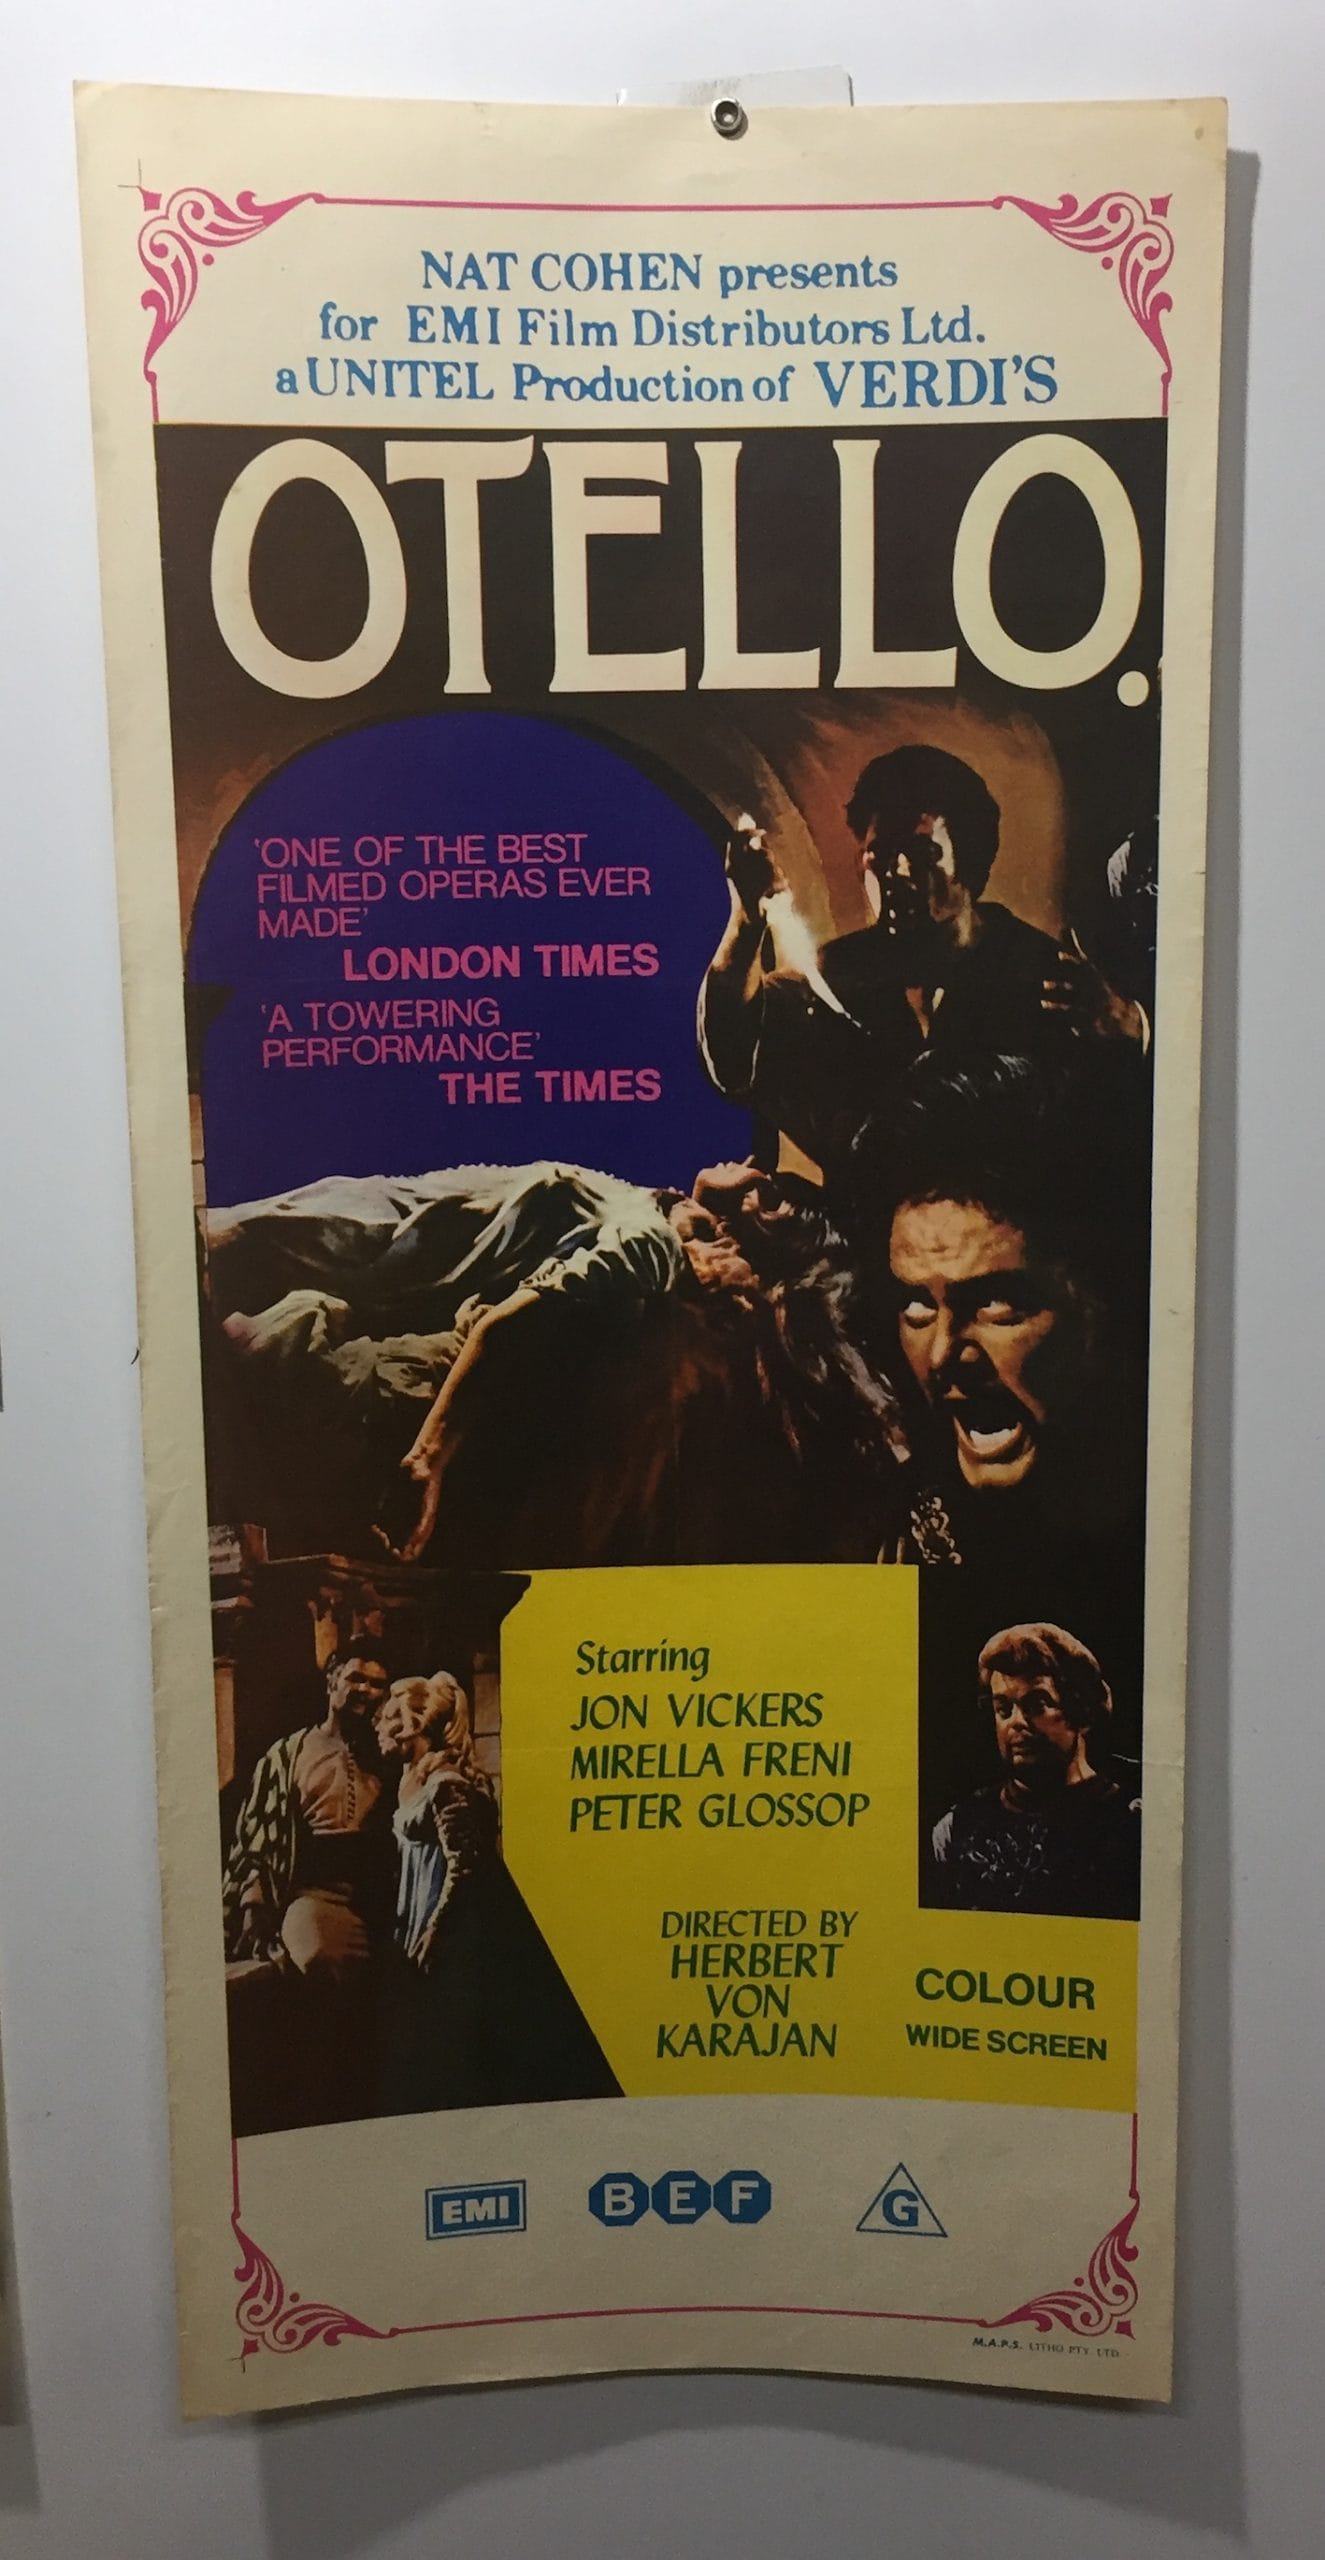 NAT COHEN presents
for EMI Film Distributors Ltd.
a UNITEL Production of VERDI'S
OTELLO.
'ONE OF THE BEST
FILMED OPERAS EVER
MADE'
LONDON TIMES
'A TOWERING
PERFORMANCE'
THE TIMES
Starring
JON VICKERS
MIRELLA FRENI
PETER GLOSSOP
DIRECTED BY
HERBERT
VON
KARAJAN
COLOUR
WIDE SCREEN
EMI
BEF
G
M.A.P.S. LITHO PTY LTD